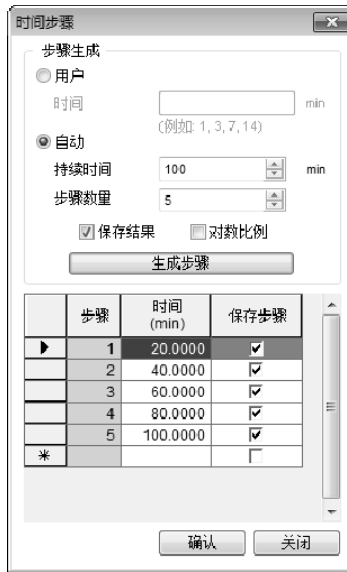 时间步骤
步骤生成
用户
时间 min
(例如: 1, 3, 7, 14)
自动
持续时间 100 min
步骤数量 5
保存结果 对数比例
生成步骤
步骤 时间 (min) 保存步骤
1 20.0000
2 40.0000
3 60.0000
4 80.0000
5 100.0000
确认 关闭